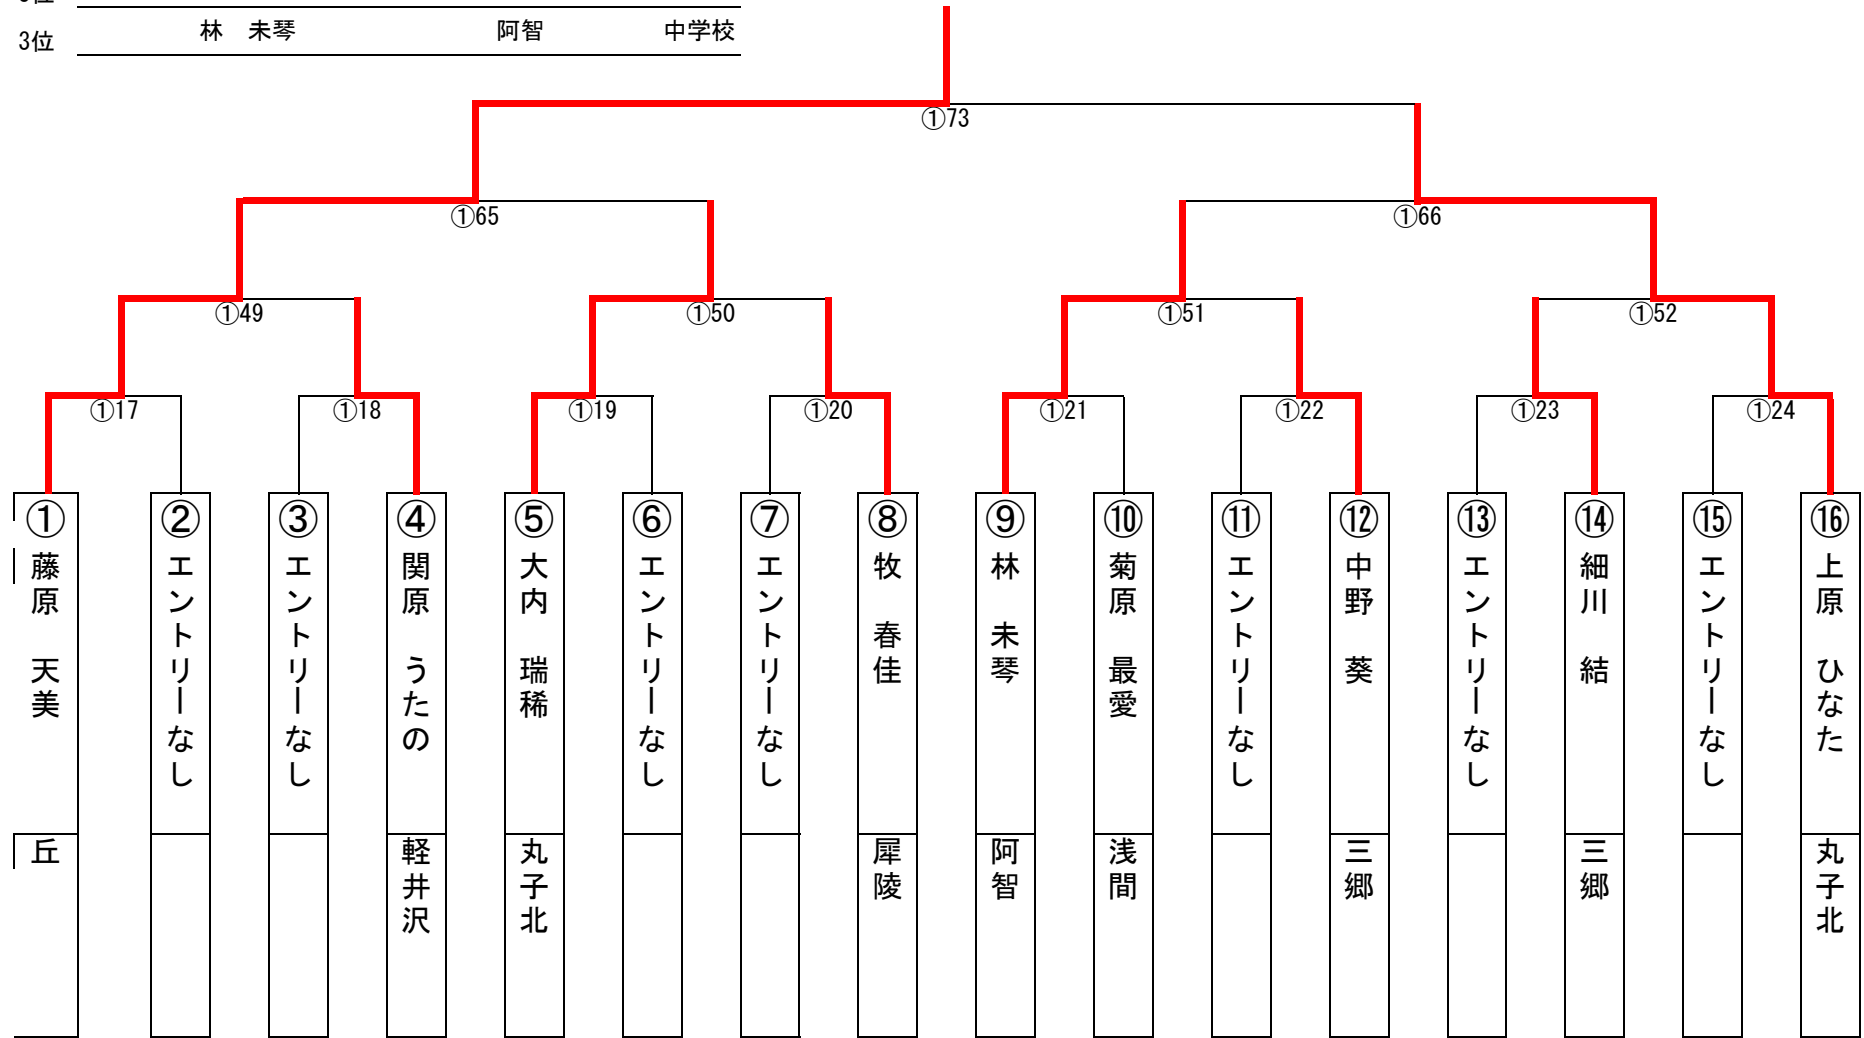 3位 林 未琴 阿智 中学校
①73
①65 ①66
①49 ①50 ①51 ①52
①17 ①18 ①19 ①20 ①21 ①22 ①23 ①24
① 藤原 天美 丘
② エントリーなし
③ エントリーなし
④ 関原 うたの 軽井沢
⑤ 大内 瑞稀 丸子北
⑥ エントリーなし
⑦ エントリーなし
⑧ 牧 春佳 犀陵
⑨ 林 未琴 阿智
⑩ 菊原 最愛 浅間
⑪ エントリーなし
⑫ 中野 葵 三郷
⑬ エントリーなし
⑭ 細川 結 三郷
⑮ エントリーなし
⑯ 上原 ひなた 丸子北